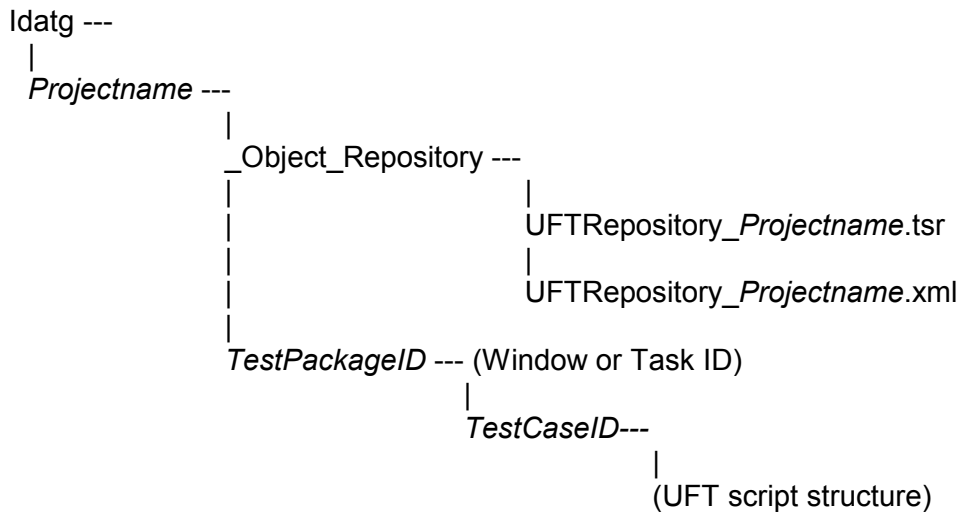 Idatg ---
|
Projectname ---
|
_Object_Repository ---
| |
| UFTRepository_Projectname.tsr
| |
| UFTRepository_Projectname.xml
|
TestPackageID --- (Window or Task ID)
|
TestCaseID---
|
(UFT script structure)